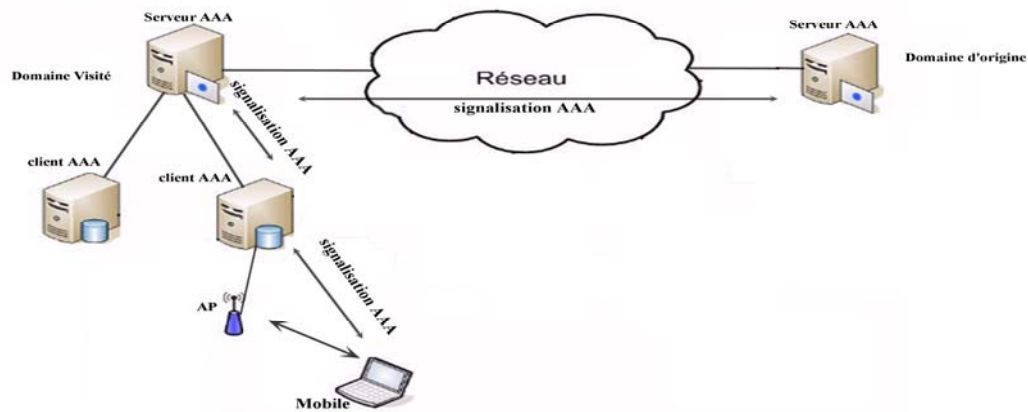 Serveur AAA
Serveur AAA
Domaine d'origine
Domaine Visité
Réseau
signalisation AAA
signalisation AAA
client AAA
client AAA
signalisation AAA
AP
Mobile